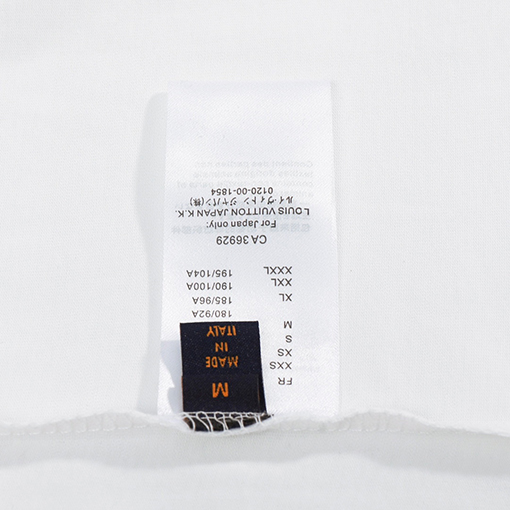 M
MADE
IN
ITALY
FR
XXS
XS
S
M
180/92A
XL 185/96A
XXL 190/100A
XXXL 195/104A
CA 36929
For Japan only:
LOUIS VUITTON JAPAN K.K.
ルイ・ヴィトン ジャパン(株)
0120-00-1854